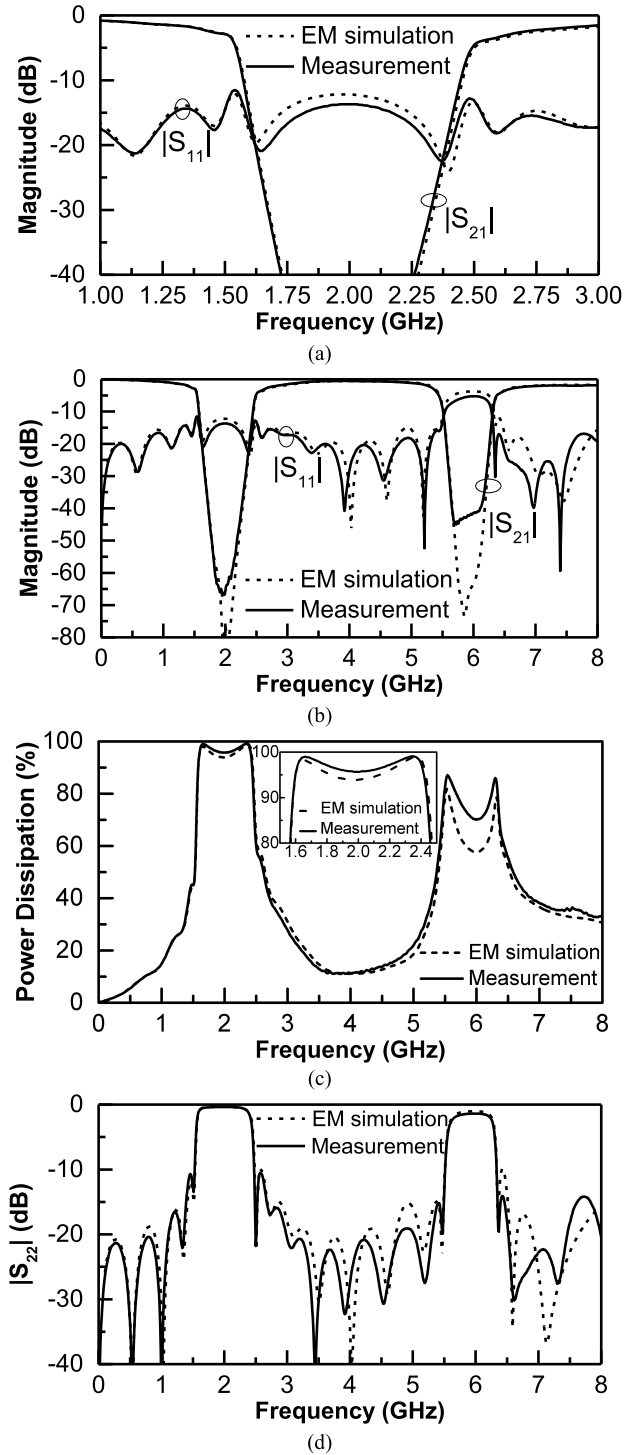 0
-10
-20
-30
-40
Magnitude (dB)
EM simulation
Measurement
|S11|
|S21|
1.00 1.25 1.50 1.75 2.00 2.25 2.50 2.75 3.00
Frequency (GHz)
(a)
0
-10
-20
-30
-40
-50
-60
-70
-80
Magnitude (dB)
|S11|
|S21|
EM simulation
Measurement
0 1 2 3 4 5 6 7 8
Frequency (GHz)
(b)
100
80
60
40
20
0
Power Dissipation (%)
100
95
90
80
EM simulation
Measurement
1.6 1.8 2.0 2.2 2.4
EM simulation
Measurement
0 1 2 3 4 5 6 7 8
Frequency (GHz)
(c)
0
-10
-20
-30
-40
|S22| (dB)
EM simulation
Measurement
0 1 2 3 4 5 6 7 8
Frequency (GHz)
(d)